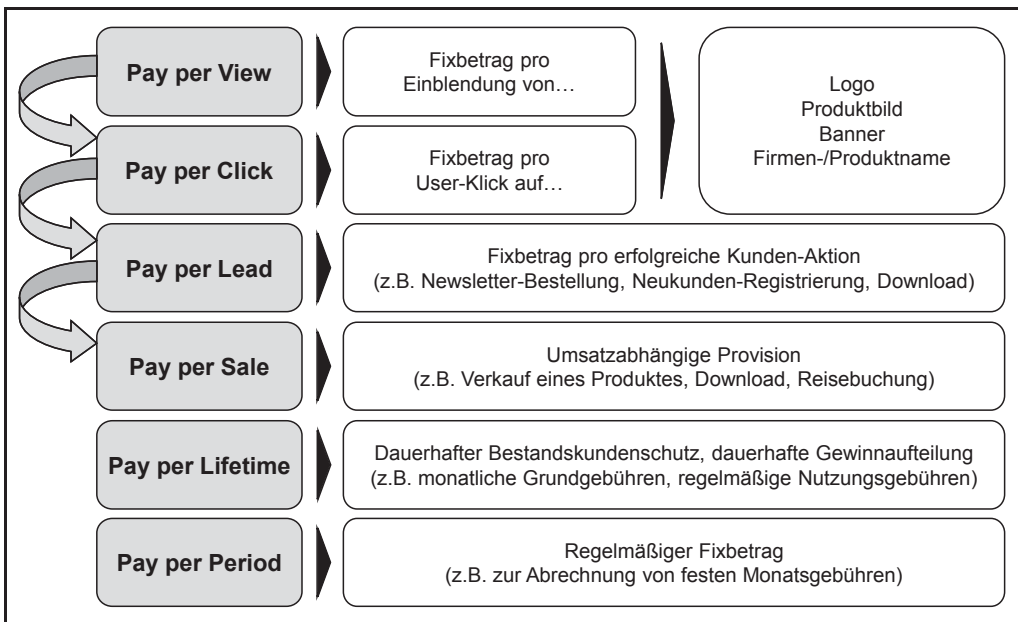 Pay per View
Fixbetrag pro
Einblendung von…
Logo
Produktbild
Banner
Firmen-/Produktname
Pay per Click
Fixbetrag pro
User-Klick auf…
Pay per Lead
Fixbetrag pro erfolgreiche Kunden-Aktion
(z.B. Newsletter-Bestellung, Neukunden-Registrierung, Download)
Pay per Sale
Umsatzabhängige Provision
(z.B. Verkauf eines Produktes, Download, Reisebuchung)
Pay per Lifetime
Dauerhafter Bestandskundenschutz, dauerhafte Gewinnaufteilung
(z.B. monatliche Grundgebühren, regelmäßige Nutzungsgebühren)
Pay per Period
Regelmäßiger Fixbetrag
(z.B. zur Abrechnung von festen Monatsgebühren)